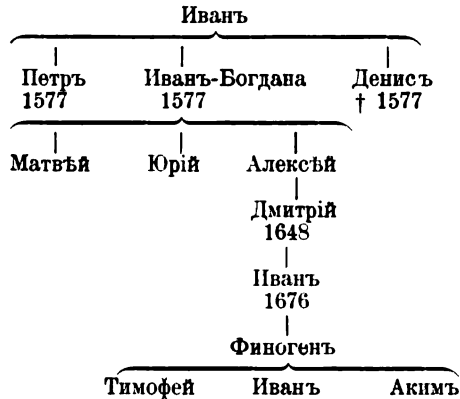 Иванъ
Петръ Иванъ-Богдана Денисъ
1577 1577 † 1577
Матвѣй Юрій Алексѣй
Дмитрій
1648
Иванъ
1676
Финогенъ
Тимофей Иванъ Акимъ